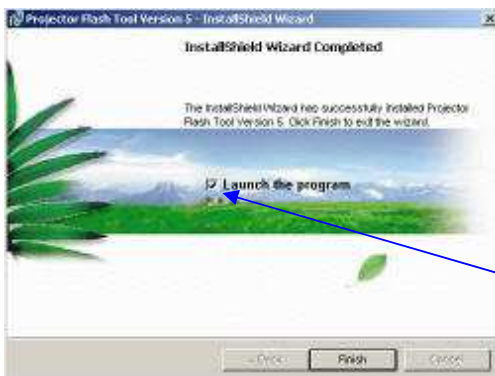 Projector Flash Tool Version 5 - InstallShield Wizard
InstallShield Wizard Completed
The InstallShield Wizard has successfully installed Projector
Flash Tool Version 5. Click Finish to exit the wizard.
Launch the program
< Back
Finish
Cancel